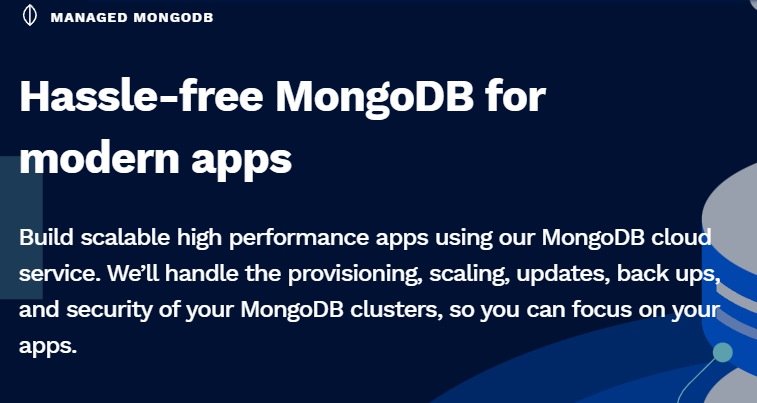 MANAGED MONGODB
Hassle-free MongoDB for
modern apps
Build scalable high performance apps using our MongoDB cloud
service. We’ll handle the provisioning, scaling, updates, back ups,
and security of your MongoDB clusters, so you can focus on your
apps.